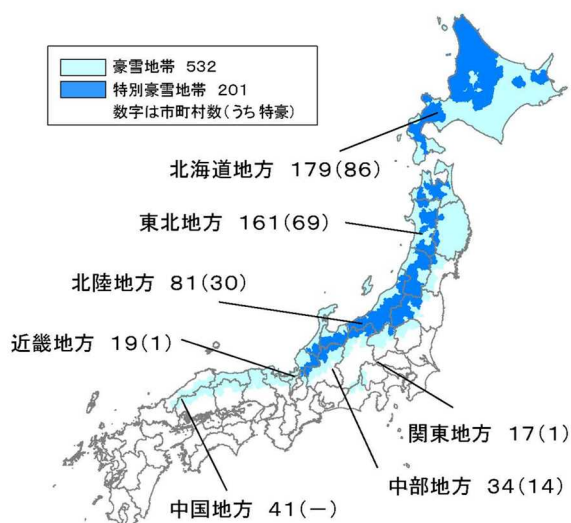 豪雪地帯 532
特別豪雪地帯 201
数字は市町村数(うち特豪)
北海道地方 179(86)
東北地方 161(69)
北陸地方 81(30)
近畿地方 19(1)
関東地方 17(1)
中部地方 34(14)
中国地方 41(－)